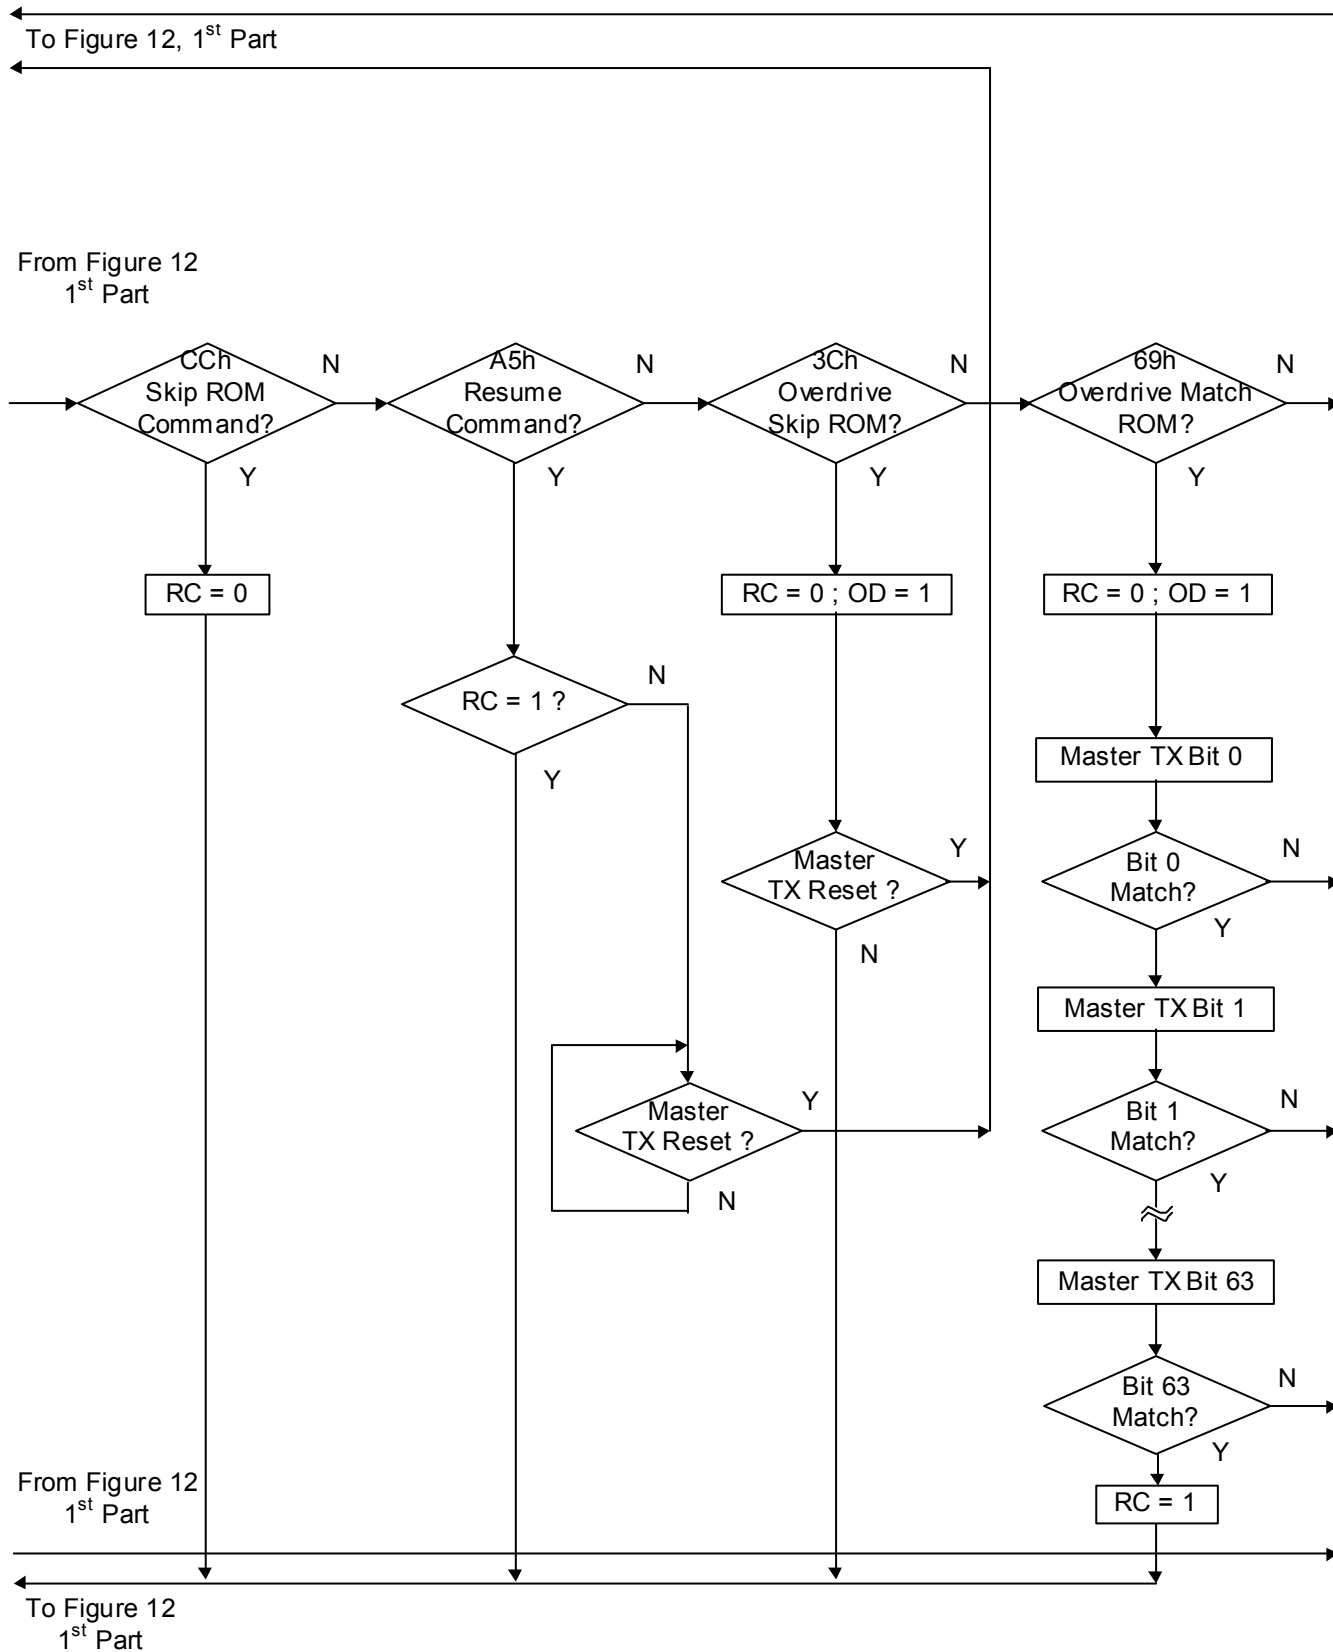 To Figure 12, 1st Part
From Figure 12
1st Part
CCh
Skip ROM
Command?
N
Y
A5h
Resume
Command?
N
Y
3Ch
Overdrive
Skip ROM?
N
Y
69h
Overdrive Match
ROM?
N
Y
RC = 0
RC = 0 ; OD = 1
RC = 0 ; OD = 1
RC = 1 ?
N
Y
Master TX Bit 0
Master
TX Reset ?
Y
N
Bit 0
Match?
N
Y
Master TX Bit 1
Master
TX Reset ?
Y
N
Bit 1
Match?
N
Y
Master TX Bit 63
Bit 63
Match?
N
Y
RC = 1
From Figure 12
1st Part
To Figure 12
1st Part